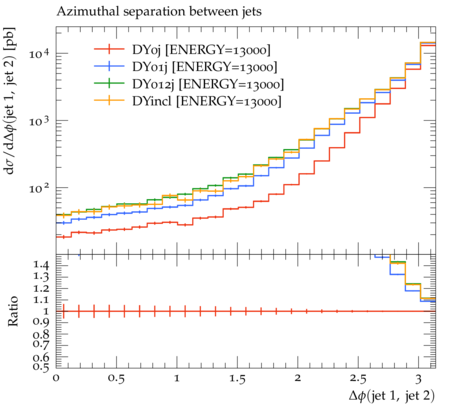 Azimuthal separation between jets
dσ/dΔϕ(jet 1, jet 2) [pb]
10^4
10^3
10^2
DY0j [ENERGY=13000]
DY01j [ENERGY=13000]
DY012j [ENERGY=13000]
DYincl [ENERGY=13000]
Ratio
1.4
1.3
1.2
1.1
1
0.9
0.8
0.7
0.6
0.5
0 0.5 1 1.5 2 2.5 3
Δϕ(jet 1, jet 2)